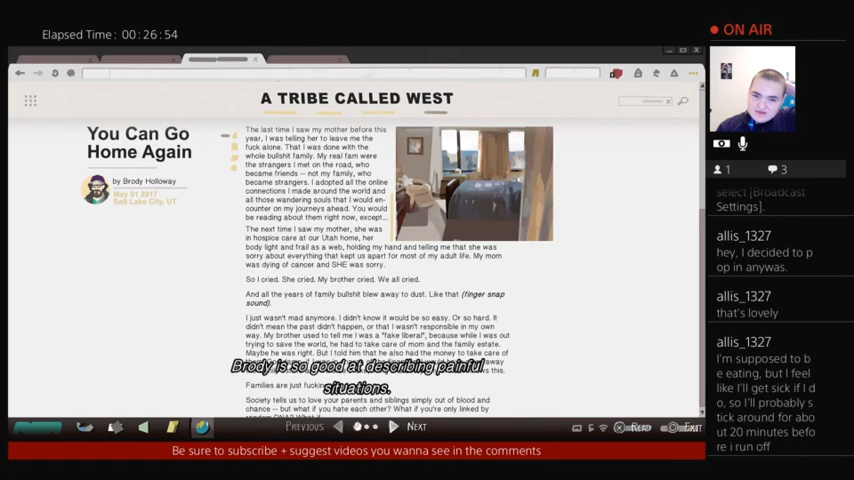 Elapsed Time : 00:26:54
ON AIR
A TRIBE CALLED WEST
You Can Go
Home Again
by Brody Holloway
May 01 2017
Salt Lake City, UT
The last time I saw my mother before this
year, I was telling her to leave me the
fuck alone. That I was done with the
whole bullshit family. My real fam were
the strangers I met on the road, who
became friends -- not my family, who
became strangers. I adopted all the online
connections I made around the world and
all those wandering souls that I would en-
counter on my journeys ahead. You would
be reading about them right now, except...
The next time I saw my mother, she was
in hospice care at our Utah home, her
body light and frail as a web, holding my hand and telling me that she was
sorry about everything that kept us apart for most of my adult life. My mom
was dying of cancer and SHE was sorry.
So I cried. She cried. My brother cried. We all cried.
And all the years of family bullshit blew away to dust. Like that (finger snap
sound).
I just wasn't mad anymore. I didn't know it would be so easy. Or so hard. It
didn't mean the past didn't happen, or that I wasn't responsible in my own
way. My brother used to tell me I was a "fake liberal", because while I was out
trying to save the world, he had to take care of mom and the family estate.
Maybe he was right. But I told him that he also had the money to take care of
Brody is so good at describing painful
situations.
Families are just fuckin
Society tells us to love your parents and siblings simply out of blood and
chance -- but what if you hate each other? What if you're only linked by
PREVIOUS
NEXT
READ
EXIT
Be sure to subscribe + suggest videos you wanna see in the comments
1
3
select [Broadcast
Settings].
allis_1327
hey, I decided to p
op in anywas.
allis_1327
that's lovely
allis_1327
I'm supposed to b
e eating, but I feel
like I'll get sick if I d
o, so I'll probably s
tick around for abo
ut 20 minutes befo
re i run off